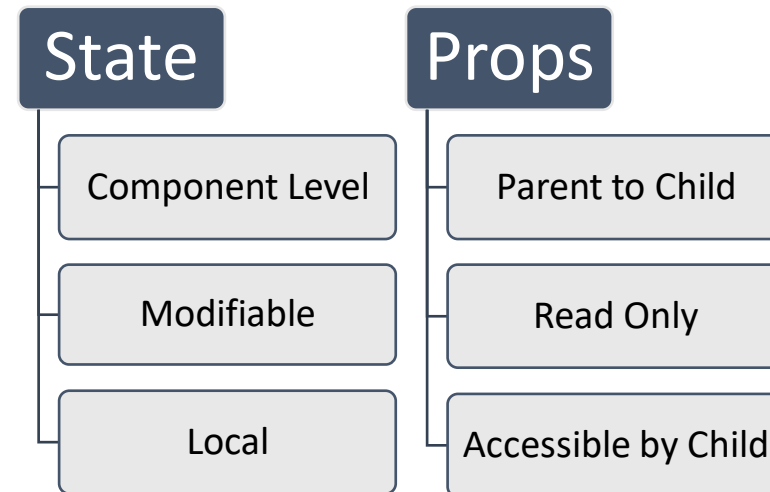 State
Component Level
Modifiable
Local
Props
Parent to Child
Read Only
Accessible by Child